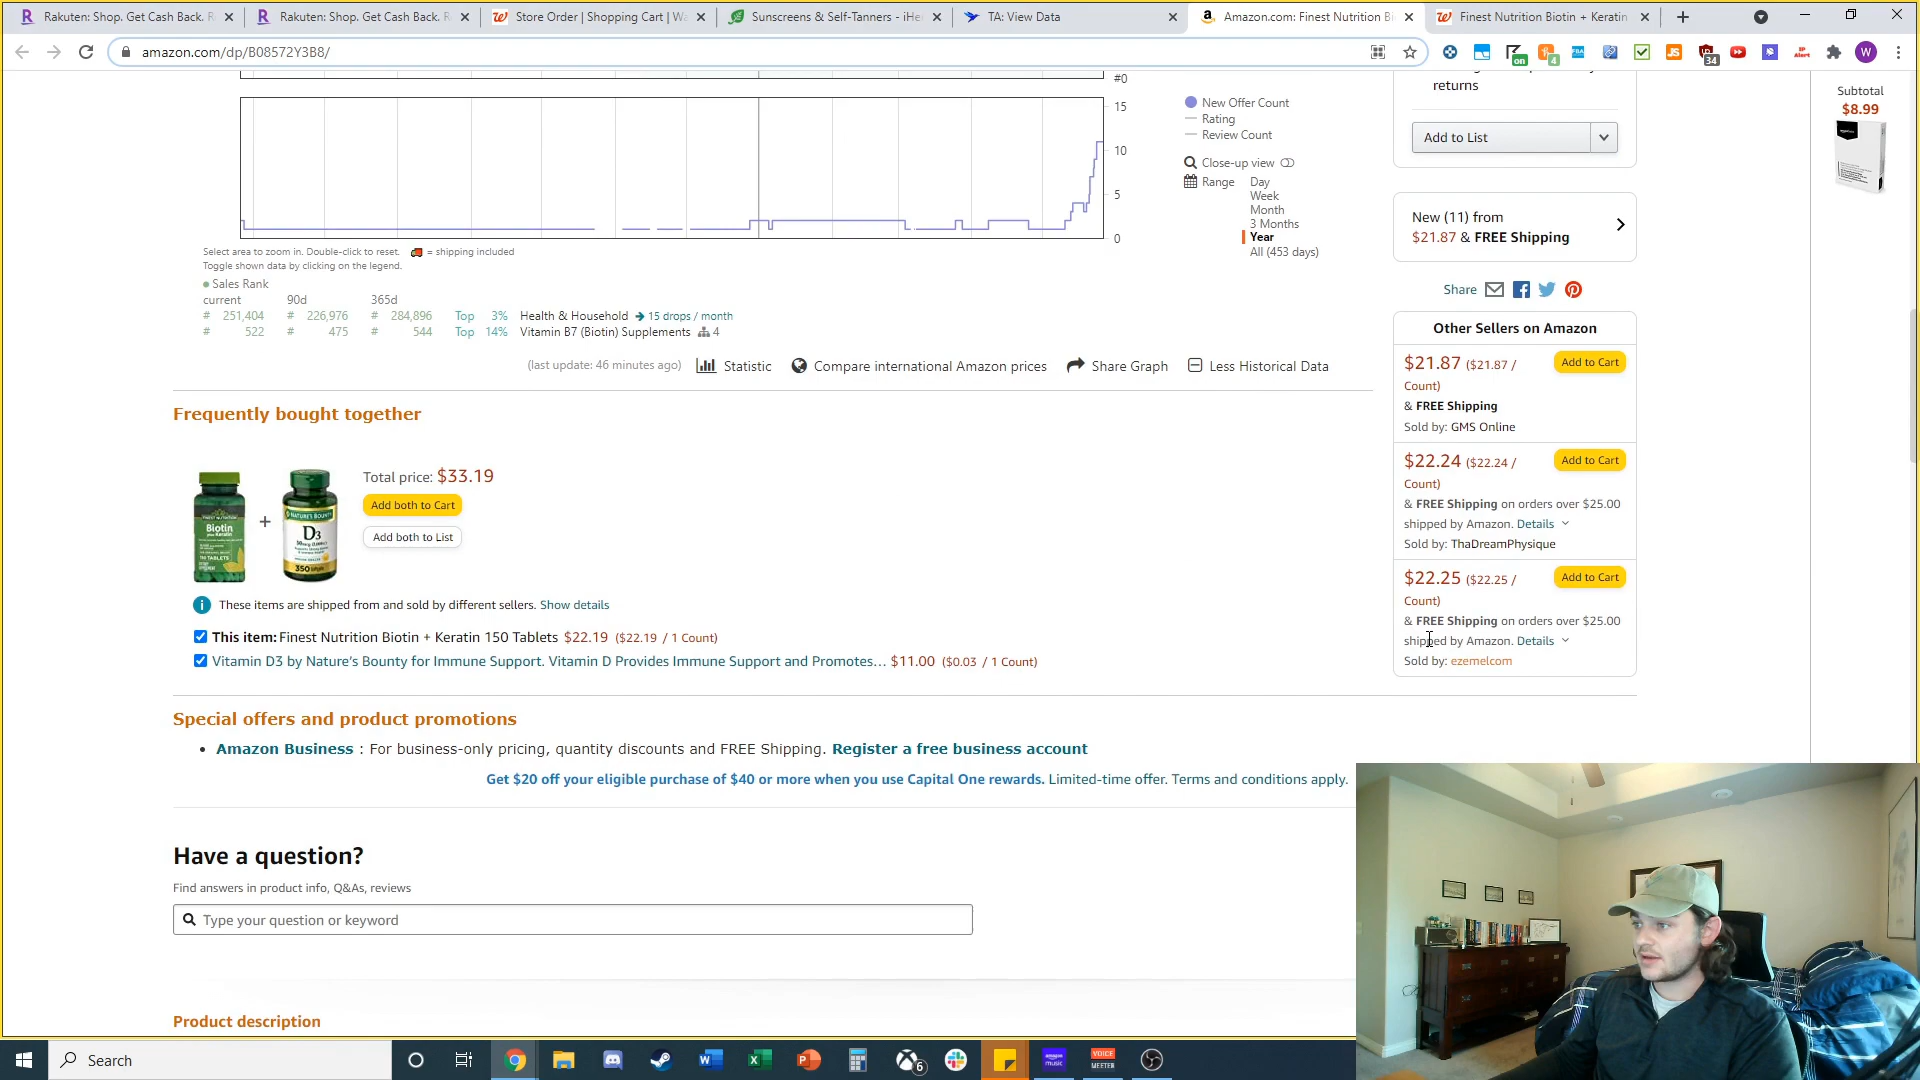 Rakuten: Shop. Get Cash Back. R
Rakuten: Shop. Get Cash Back. R
Store Order | Shopping Cart | Wa
Sunscreens & Self-Tanners - iHe
TA: View Data
Amazon.com: Finest Nutrition Bi
Finest Nutrition Biotin + Keratin
amazon.com/dp/B08572Y3B8/
#0
15
10
5
0
New Offer Count
Rating
Review Count
Close-up view
Range
Day
Week
Month
3 Months
Year
All (453 days)
Select area to zoom in. Double-click to reset. = shipping included
Toggle shown data by clicking on the legend.
Sales Rank
current 90d 365d
# 251,404 # 226,976 # 284,896 Top 3% Health & Household 15 drops / month
# 522 # 475 # 544 Top 14% Vitamin B7 (Biotin) Supplements 4
(last update: 46 minutes ago) Statistic Compare international Amazon prices Share Graph Less Historical Data
Frequently bought together
Biotin
D3
350
Total price: $33.19
Add both to Cart
Add both to List
These items are shipped from and sold by different sellers. Show details
This item: Finest Nutrition Biotin + Keratin 150 Tablets $22.19 ($22.19 / 1 Count)
Vitamin D3 by Nature's Bounty for Immune Support. Vitamin D Provides Immune Support and Promotes... $11.00 ($0.03 / 1 Count)
Special offers and product promotions
Amazon Business : For business-only pricing, quantity discounts and FREE Shipping. Register a free business account
Get $20 off your eligible purchase of $40 or more when you use Capital One rewards. Limited-time offer. Terms and conditions apply.
Have a question?
Find answers in product info, Q&As, reviews
Type your question or keyword
Product description
returns
Add to List
New (11) from
$21.87 & FREE Shipping
Share
Other Sellers on Amazon
$21.87 ($21.87 /
Count)
Add to Cart
& FREE Shipping
Sold by: GMS Online
$22.24 ($22.24 /
Count)
Add to Cart
& FREE Shipping on orders over $25.00
shipped by Amazon. Details
Sold by: ThaDreamPhysique
$22.25 ($22.25 /
Count)
Add to Cart
& FREE Shipping on orders over $25.00
shipped by Amazon. Details
Sold by: ezemelcom
Subtotal
$8.99
Search